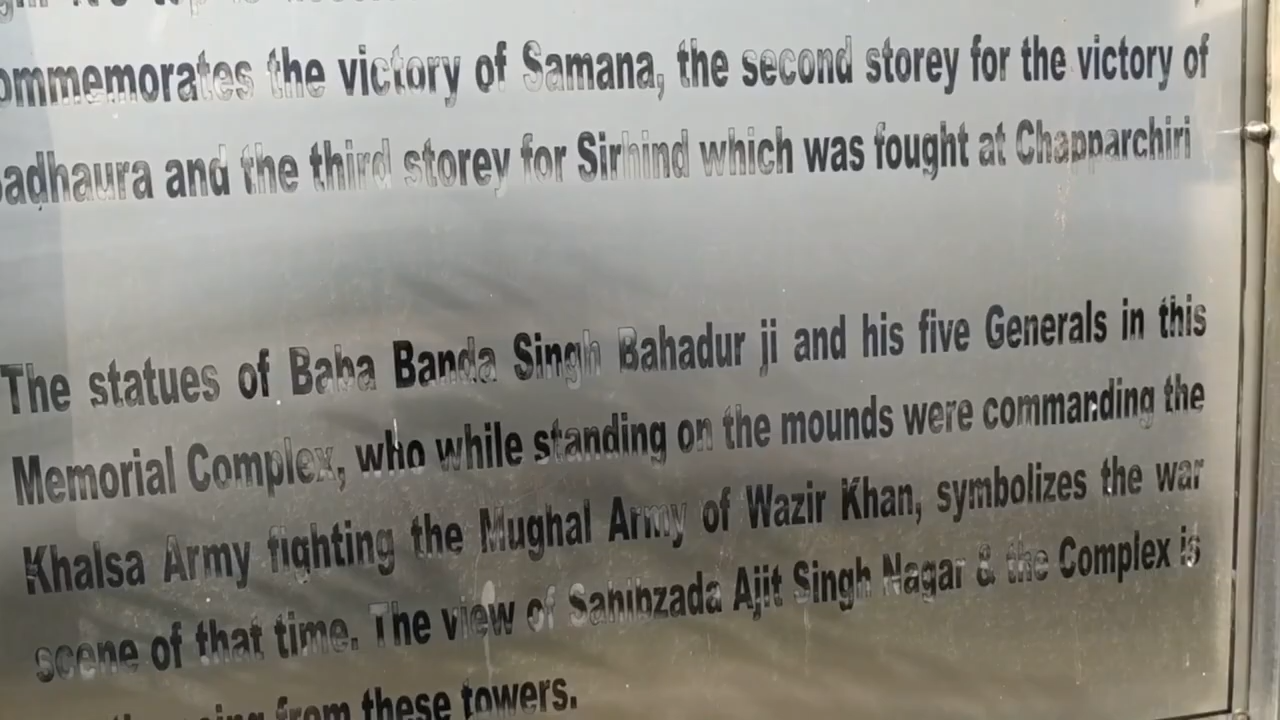 ommemorates the victory of Samana, the second storey for the victory of
adhaura and the third storey for Sirhind which was fought at Chapparchiri
The statues of Baba Banda Singh Bahadur ji and his five Generals in this
Memorial Complex, who while standing on the mounds were commanding the
Khalsa Army fighting the Mughal Army of Wazir Khan, symbolizes the war
scene of that time. The view of Sahibzada Ajit Singh Nagar & the Complex is
from these towers.